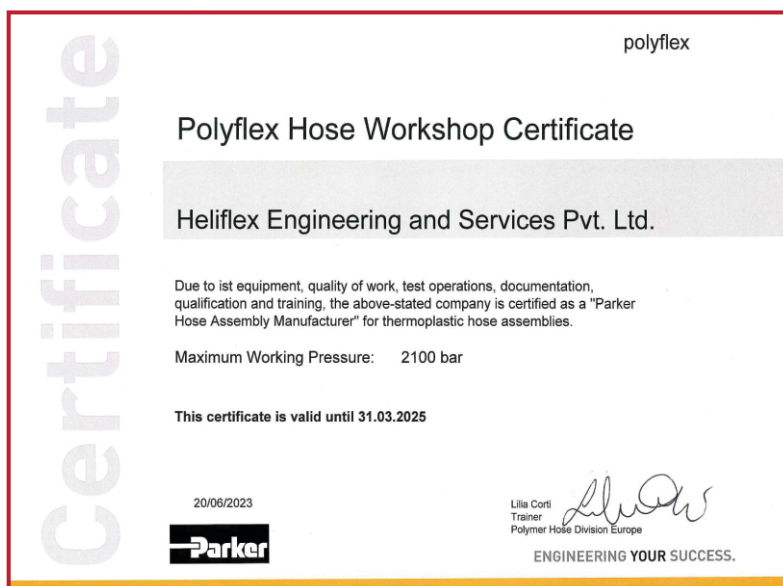 Certificate
polyflex
Polyflex Hose Workshop Certificate
Heliflex Engineering and Services Pvt. Ltd.
Due to ist equipment, quality of work, test operations, documentation,
qualification and training, the above-stated company is certified as a "Parker
Hose Assembly Manufacturer" for thermoplastic hose assemblies.
Maximum Working Pressure: 2100 bar
This certificate is valid until 31.03.2025
20/06/2023
Parker
Lilia Corti
Trainer
Polymer Hose Division Europe
ENGINEERING YOUR SUCCESS.